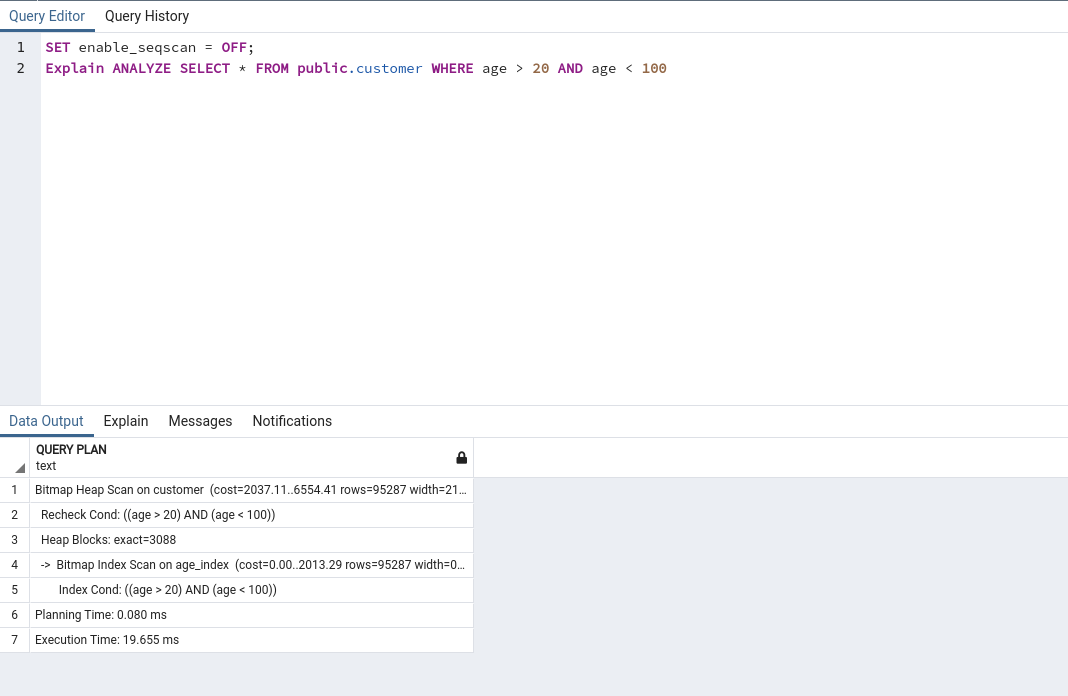 Query Editor Query History
1 SET enable_seqscan = OFF;
2 Explain ANALYZE SELECT * FROM public.customer WHERE age > 20 AND age < 100
Data Output Explain Messages Notifications
QUERY PLAN
text
1 Bitmap Heap Scan on customer (cost=2037.11..6554.41 rows=95287 width=21...
2 Recheck Cond: ((age > 20) AND (age < 100))
3 Heap Blocks: exact=3088
4 -> Bitmap Index Scan on age_index (cost=0.00..2013.29 rows=95287 width=0...
5 Index Cond: ((age > 20) AND (age < 100))
6 Planning Time: 0.080 ms
7 Execution Time: 19.655 ms